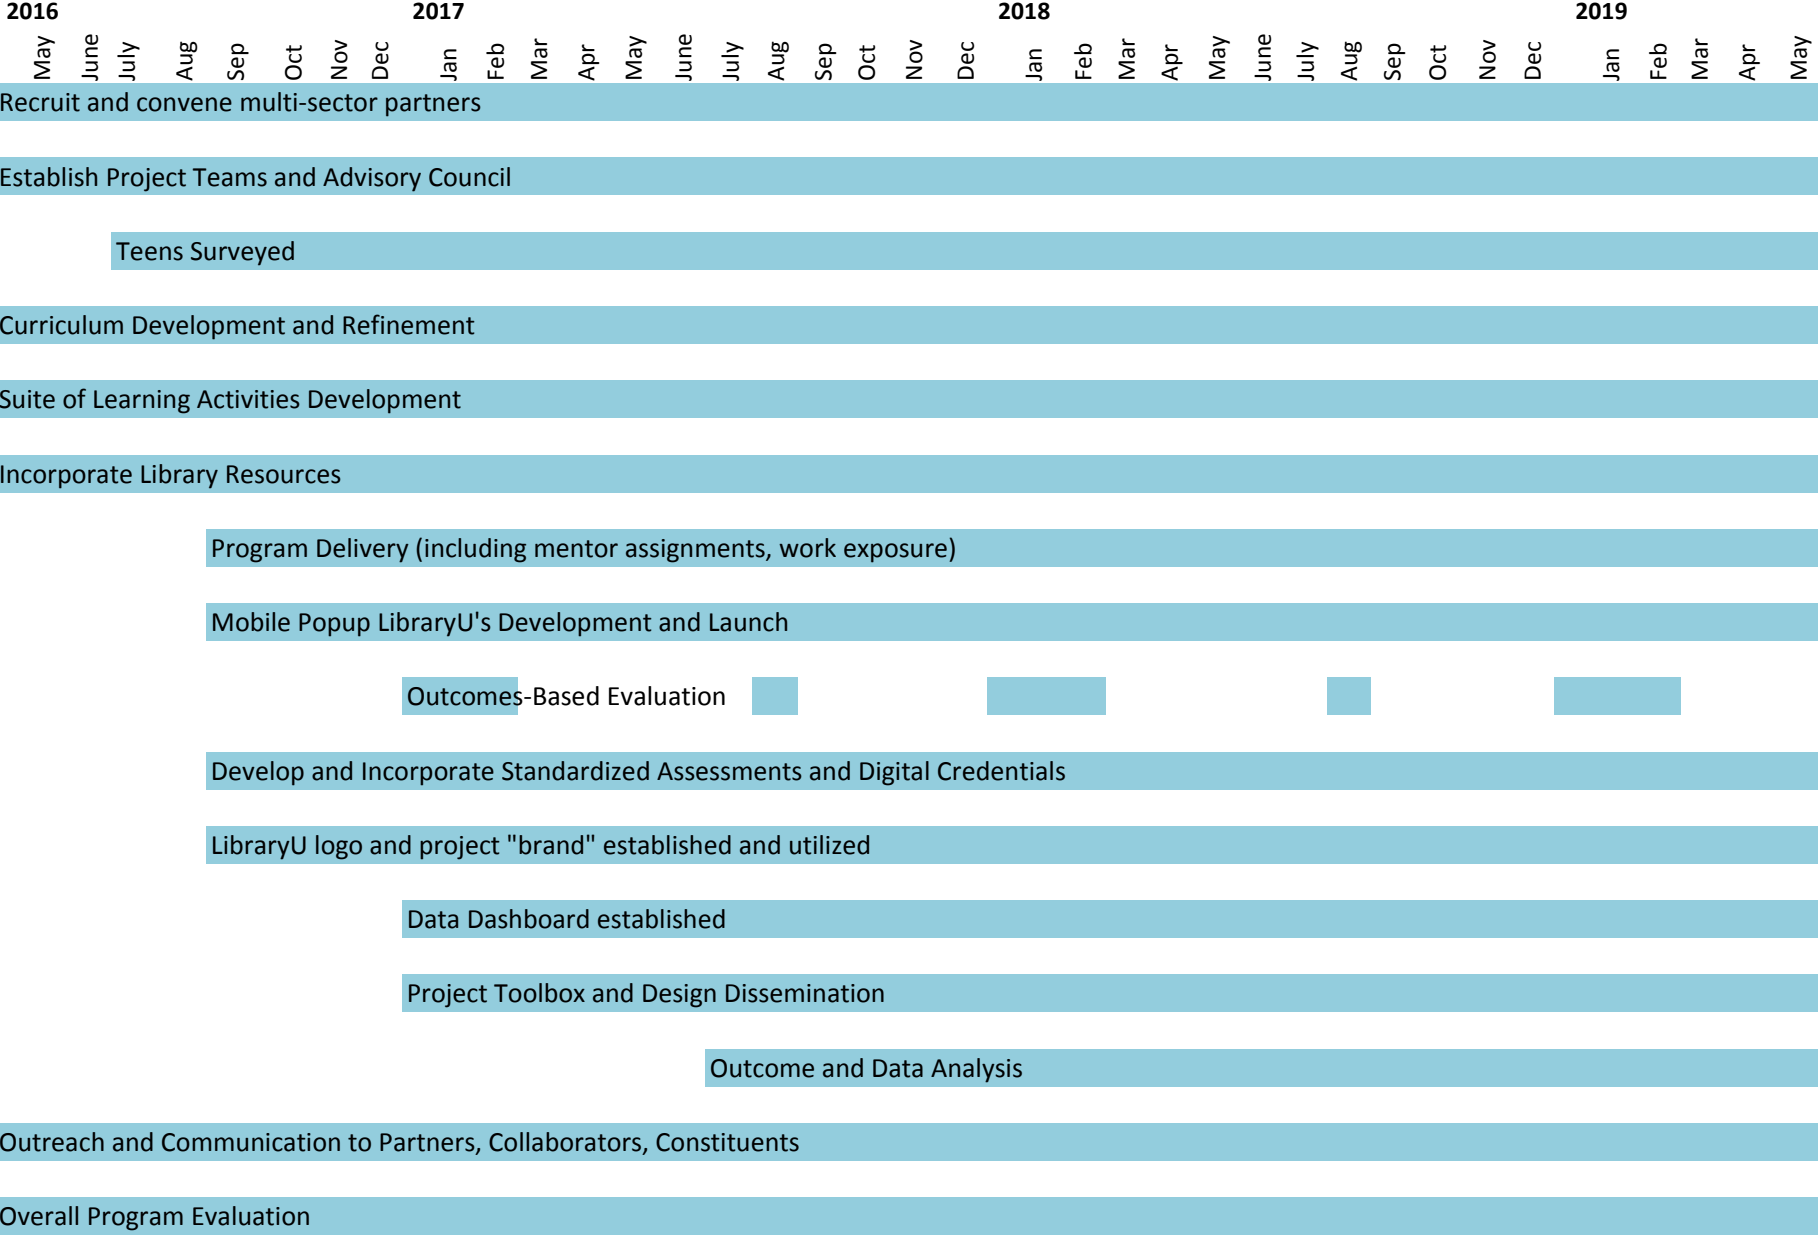 2016 2017 2018 2019
May June July Aug Sep Oct Nov Dec Jan Feb Mar Apr May June July Aug Sep Oct Nov Dec Jan Feb Mar Apr May June July Aug Sep Oct Nov Dec Jan Feb Mar Apr May
Recruit and convene multi-sector partners
Establish Project Teams and Advisory Council
Teens Surveyed
Curriculum Development and Refinement
Suite of Learning Activities Development
Incorporate Library Resources
Program Delivery (including mentor assignments, work exposure)
Mobile Popup LibraryU's Development and Launch
Outcomes-Based Evaluation
Develop and Incorporate Standardized Assessments and Digital Credentials
LibraryU logo and project "brand" established and utilized
Data Dashboard established
Project Toolbox and Design Dissemination
Outcome and Data Analysis
Outreach and Communication to Partners, Collaborators, Constituents
Overall Program Evaluation